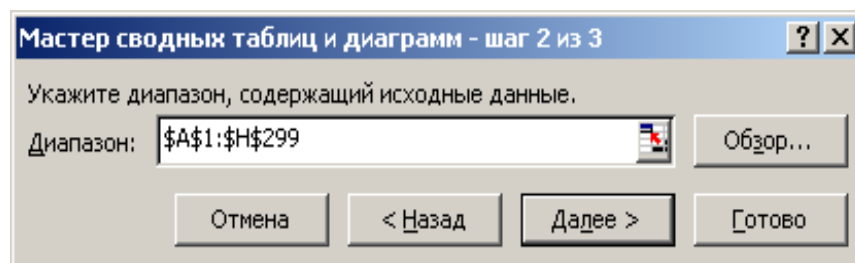 Мастер сводных таблиц и диаграмм - шаг 2 из 3 ? X
Укажите диапазон, содержащий исходные данные.
Диапазон: $A$1:$H$299 Обзор...
Отмена < Назад Далее > Готово